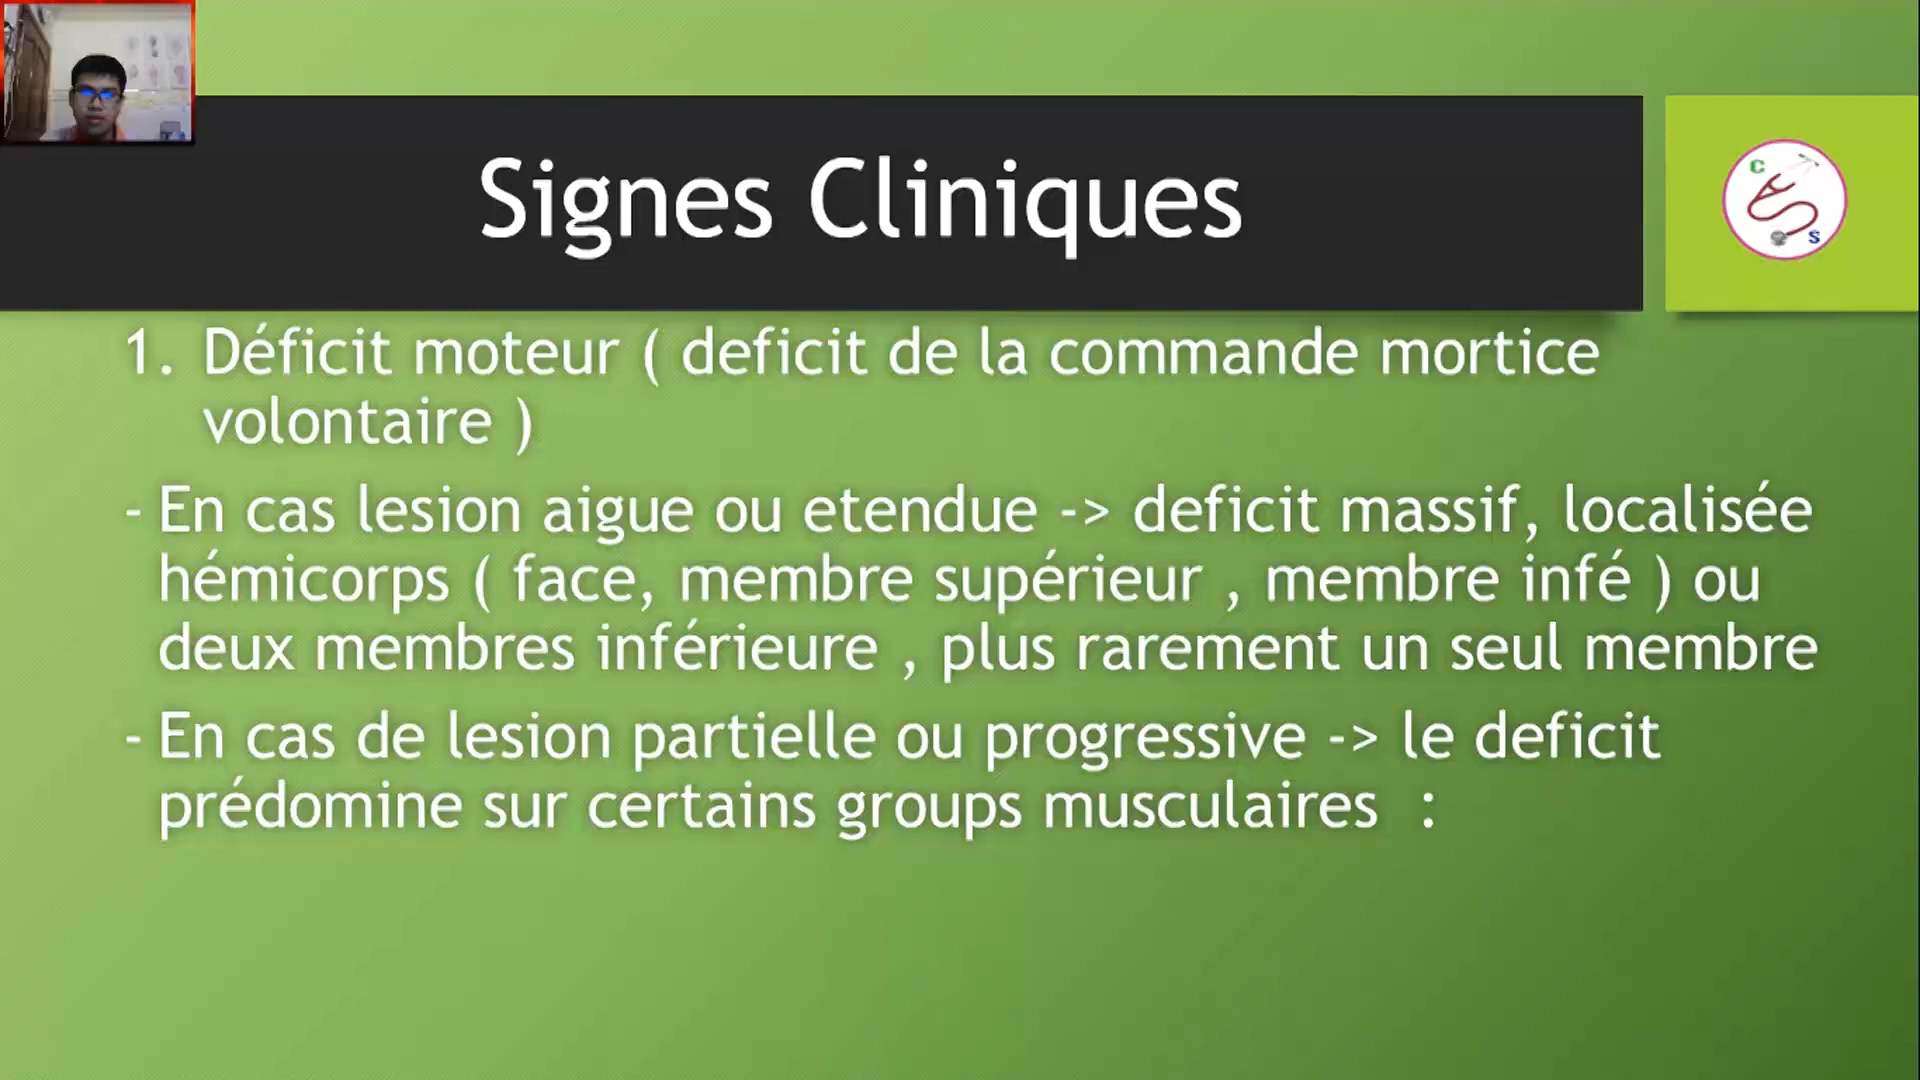 Signes Cliniques
C
S
1. Déficit moteur ( deficit de la commande mortice
volontaire )
- En cas lesion aigue ou etendue -> deficit massif, localisée
hémicorps ( face, membre supérieur , membre infé ) ou
deux membres inférieure , plus rarement un seul membre
- En cas de lesion partielle ou progressive -> le deficit
prédomine sur certains groups musculaires :